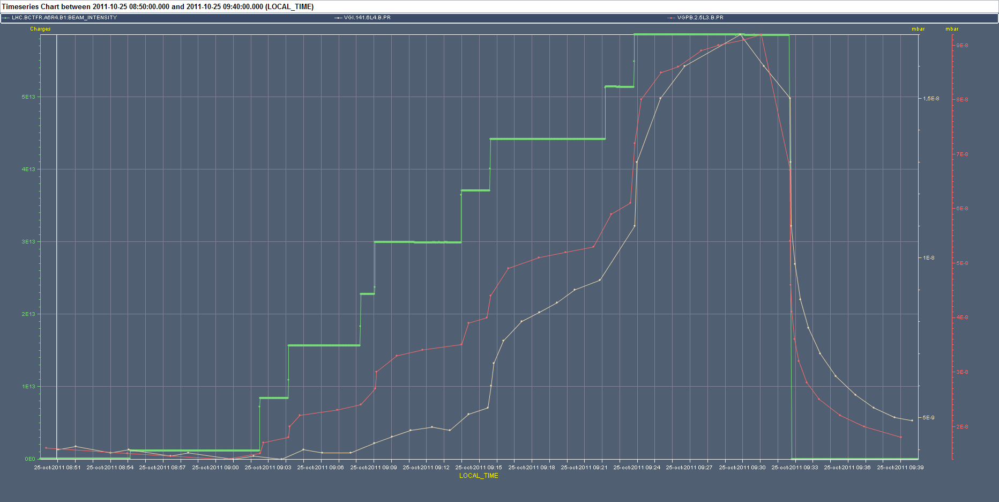 Timeseries Chart between 2011-10-25 08:50:00.000 and 2011-10-25 09:40:00.000 (LOCAL_TIME)
LHC.BCTFR.A6R4.B1:BEAM_INTENSITY VGI.141.6L4.B.PR VGPB.2.5L3.B.PR
Charges mbar mbar
9E-8
5E13 1,5E-8 8E-8
4E13 7E-8
6E-8
3E13 1E-8 5E-8
2E13 4E-8
1E13 3E-8
5E-9 2E-8
0E0
25-oct-2011 08:51 25-oct-2011 08:54 25-oct-2011 08:57 25-oct-2011 09:00 25-oct-2011 09:03 25-oct-2011 09:06 25-oct-2011 09:09 25-oct-2011 09:12 25-oct-2011 09:15 25-oct-2011 09:18 25-oct-2011 09:21 25-oct-2011 09:24 25-oct-2011 09:27 25-oct-2011 09:30 25-oct-2011 09:33 25-oct-2011 09:36 25-oct-2011 09:39
LOCAL_TIME